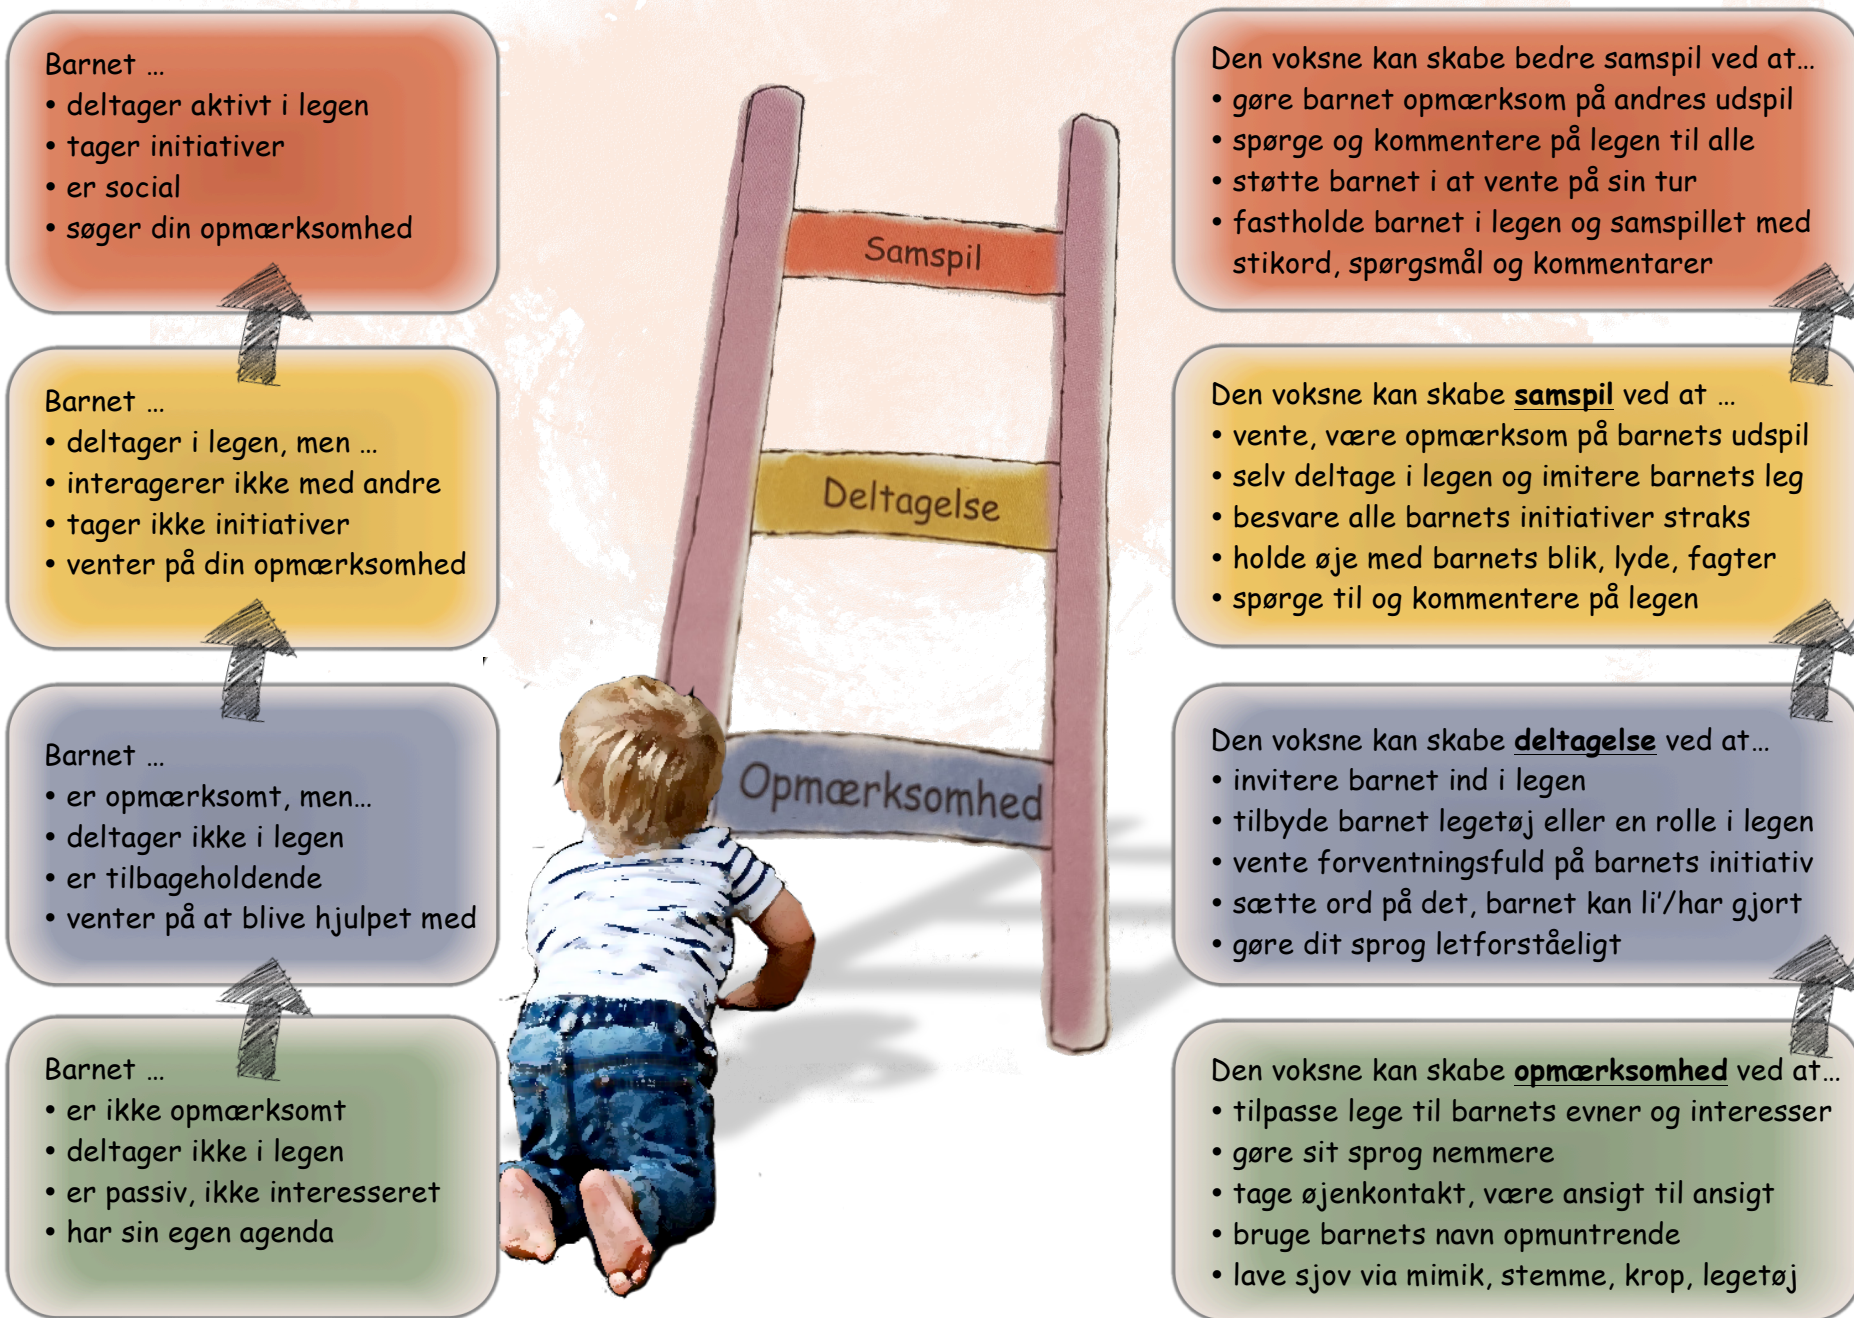 Barnet …
• deltager aktivt i legen
• tager initiativer
• er social
• søger din opmærksomhed
Barnet …
• deltager i legen, men …
• interagerer ikke med andre
• tager ikke initiativer
• venter på din opmærksomhed
Barnet …
• er opmærksomt, men…
• deltager ikke i legen
• er tilbageholdende
• venter på at blive hjulpet med
Barnet …
• er ikke opmærksomt
• deltager ikke i legen
• er passiv, ikke interesseret
• har sin egen agenda
Samspil
Deltagelse
Opmærksomhed
Den voksne kan skabe bedre samspil ved at…
• gøre barnet opmærksom på andres udspil
• spørge og kommentere på legen til alle
• støtte barnet i at vente på sin tur
• fastholde barnet i legen og samspillet med
stikord, spørgsmål og kommentarer
Den voksne kan skabe samspil ved at …
• vente, være opmærksom på barnets udspil
• selv deltage i legen og imitere barnets leg
• besvare alle barnets initiativer straks
• holde øje med barnets blik, lyde, fagter
• spørge til og kommentere på legen
Den voksne kan skabe deltagelse ved at…
• invitere barnet ind i legen
• tilbyde barnet legetøj eller en rolle i legen
• vente forventningsfuld på barnets initiativ
• sætte ord på det, barnet kan li’/har gjort
• gøre dit sprog letforståeligt
Den voksne kan skabe opmærksomhed ved at…
• tilpasse lege til barnets evner og interesser
• gøre sit sprog nemmere
• tage øjenkontakt, være ansigt til ansigt
• bruge barnets navn opmuntrende
• lave sjov via mimik, stemme, krop, legetøj